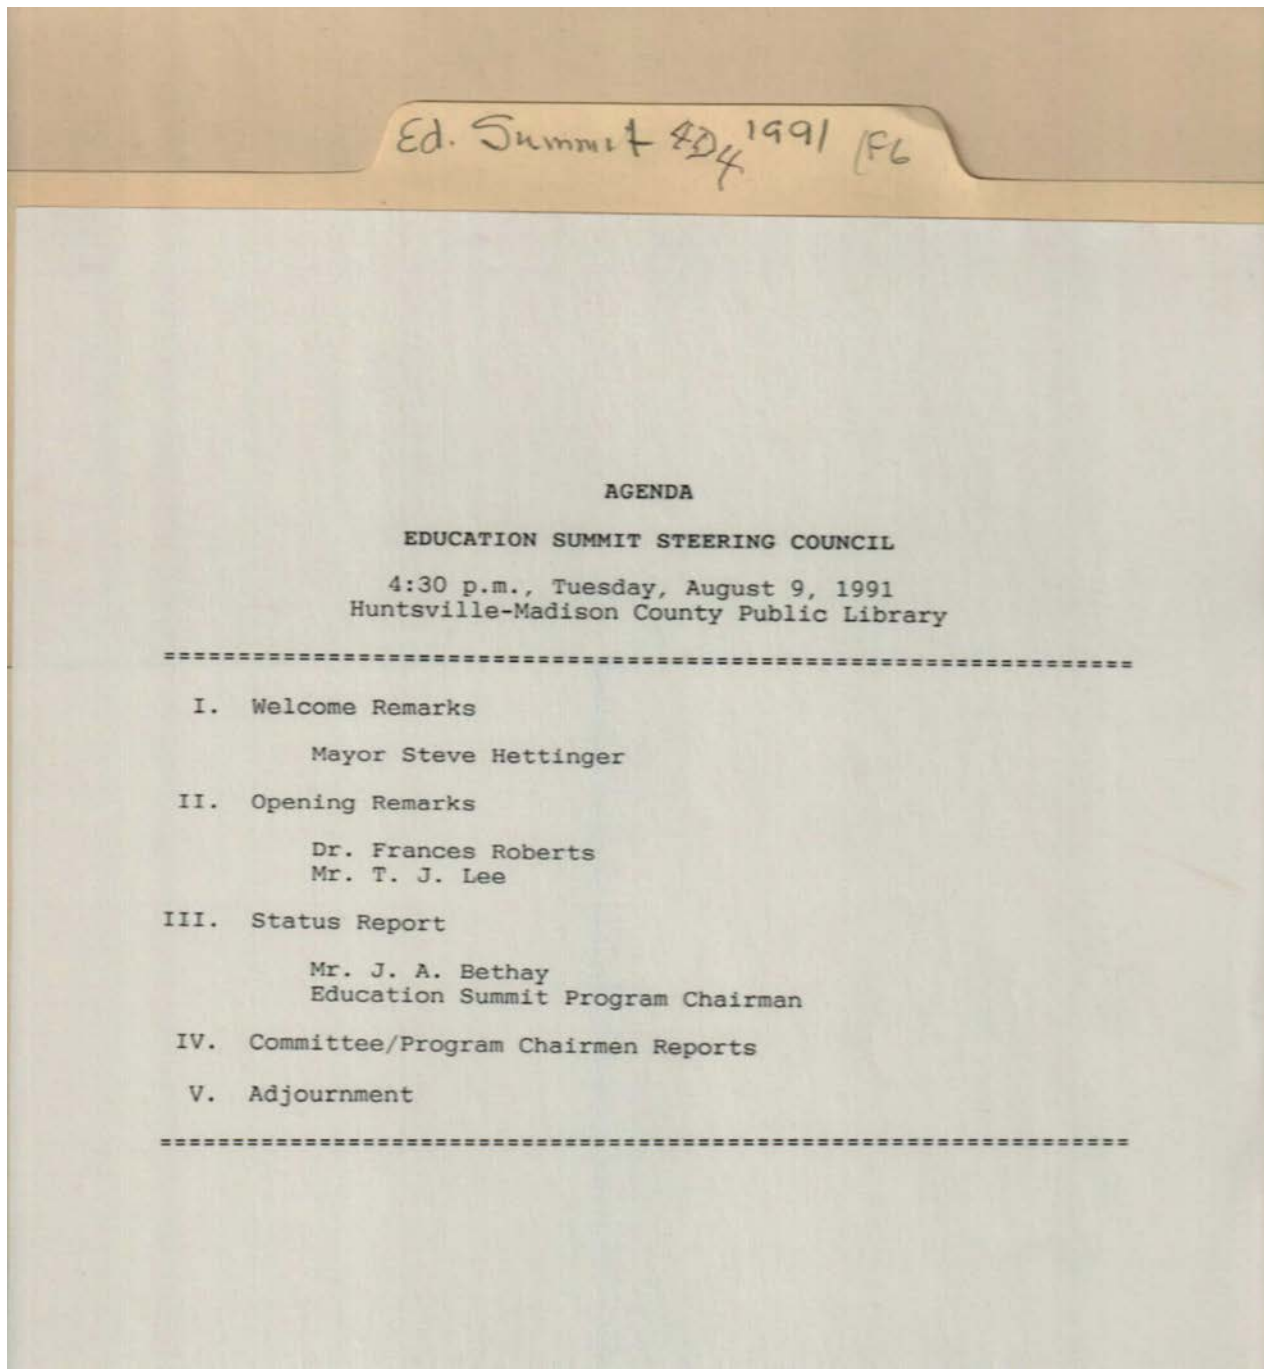 Ed. Summit 4D4 1991 1F6
AGENDA
EDUCATION SUMMIT STEERING COUNCIL
4:30 p.m., Tuesday, August 9, 1991
Huntsville-Madison County Public Library
=================================================================
I. Welcome Remarks
Mayor Steve Hettinger
II. Opening Remarks
Dr. Frances Roberts
Mr. T. J. Lee
III. Status Report
Mr. J. A. Bethay
Education Summit Program Chairman
IV. Committee/Program Chairmen Reports
V. Adjournment
=================================================================